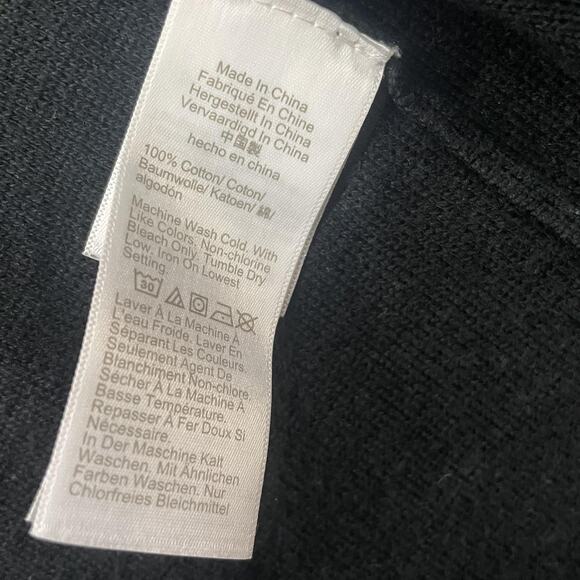 Made In China
Fabriqué En Chine
Hergestellt In China
Vervaardigd In China
中国製
hecho en china
100% Cotton/ Coton/
Baumwolle/ Katoen/ 綿/
algodón
Machine Wash Cold. With
Like Colors. Non-chlorine
Bleach Only. Tumble Dry
Low. Iron On Lowest
Setting.
30
Laver À La Machine À
L'eau Froide. Laver En
Séparant Les Couleurs.
Seulement Agent De
Blanchiment Non-chlore.
Sécher À La Machine À
Basse Température.
Repasser À Fer Doux Si
Nécessaire.
In Der Maschine Kalt
Waschen. Mit Ähnlichen
Farben Waschen. Nur
Chlorfreies Bleichmittel